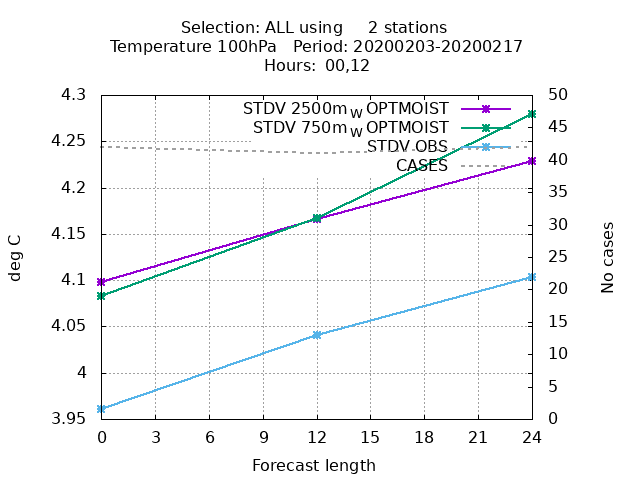 Selection: ALL using 2 stations
Temperature 100hPa Period: 20200203-20200217
Hours: 00,12
STDV 2500m_W OPTMOIST
STDV 750m_W OPTMOIST
STDV OBS
CASES
4.3
4.25
4.2
4.15
4.1
4.05
4
3.95
deg C
50
45
40
35
30
25
20
15
10
5
0
No cases
0 3 6 9 12 15 18 21 24
Forecast length